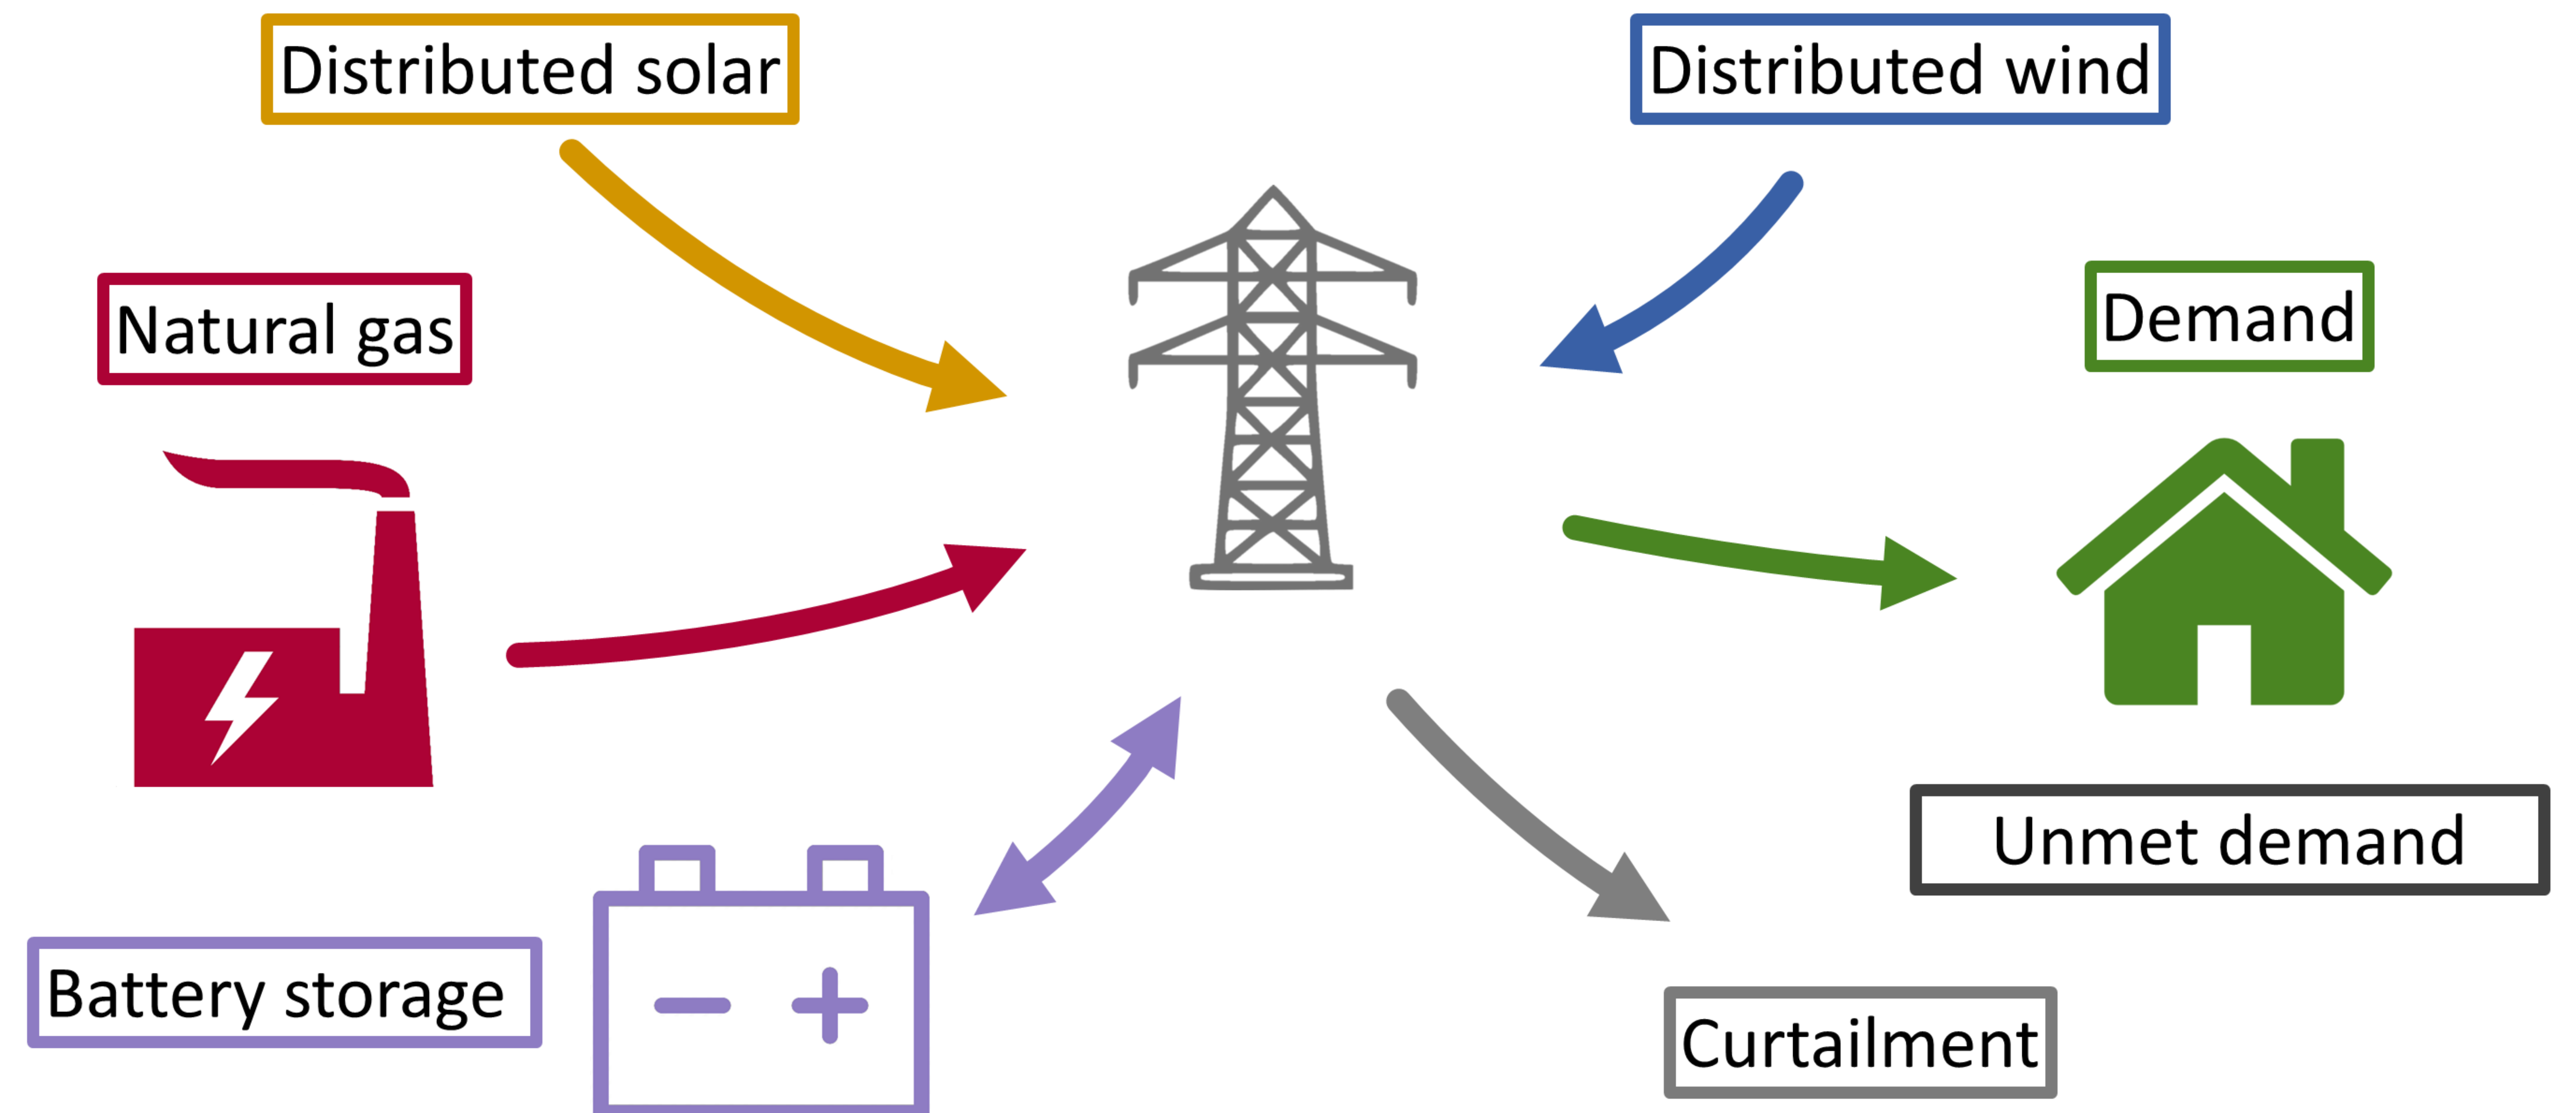 Distributed solar
Distributed wind
Natural gas
Demand
Unmet demand
Battery storage
Curtailment